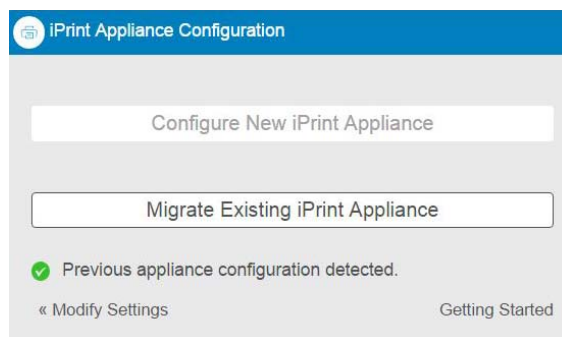 iPrint Appliance Configuration
Configure New iPrint Appliance
Migrate Existing iPrint Appliance
Previous appliance configuration detected.
« Modify Settings
Getting Started